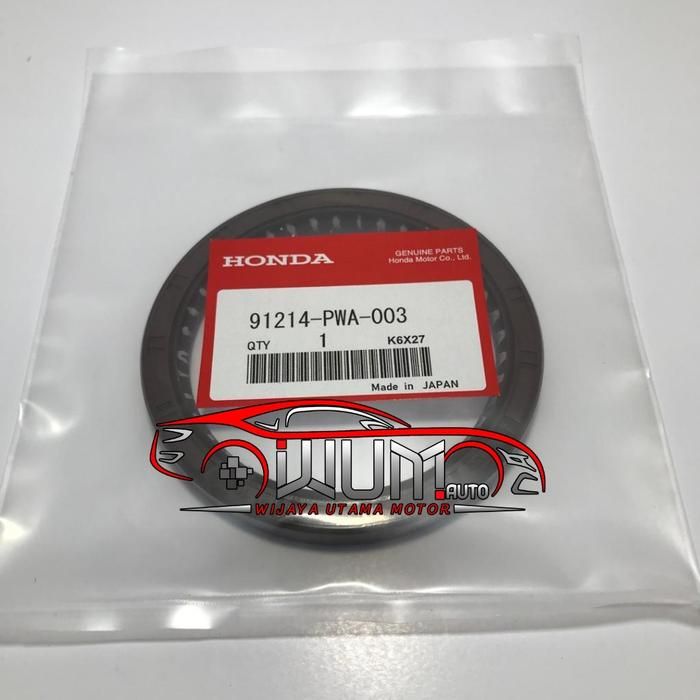 HONDA
GENUINE PARTS
Honda Motor Co., Ltd.
91214-PWA-003
QTY 1 K6X27
Made in JAPAN
WUM.AUTO
WIJAYA UTAMA MOTOR